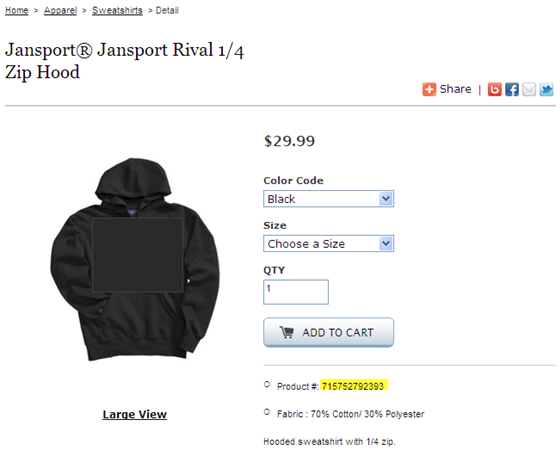 Home > Apparel > Sweatshirts > Detail
Jansport® Jansport Rival 1/4
Zip Hood
Share |
$29.99
Color Code
Black
Size
Choose a Size
QTY
1
ADD TO CART
Large View
Product #: 715752792393
Fabric : 70% Cotton/ 30% Polyester
Hooded sweatshirt with 1/4 zip.